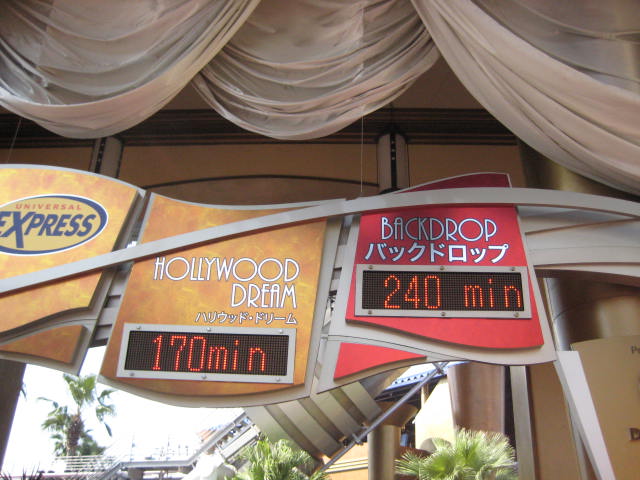 UNIVERSAL
EXPRESS
HOLLYWOOD
DREAM
ハリウッド・ドリーム
170min
BACKDROP
バックドロップ
240 min